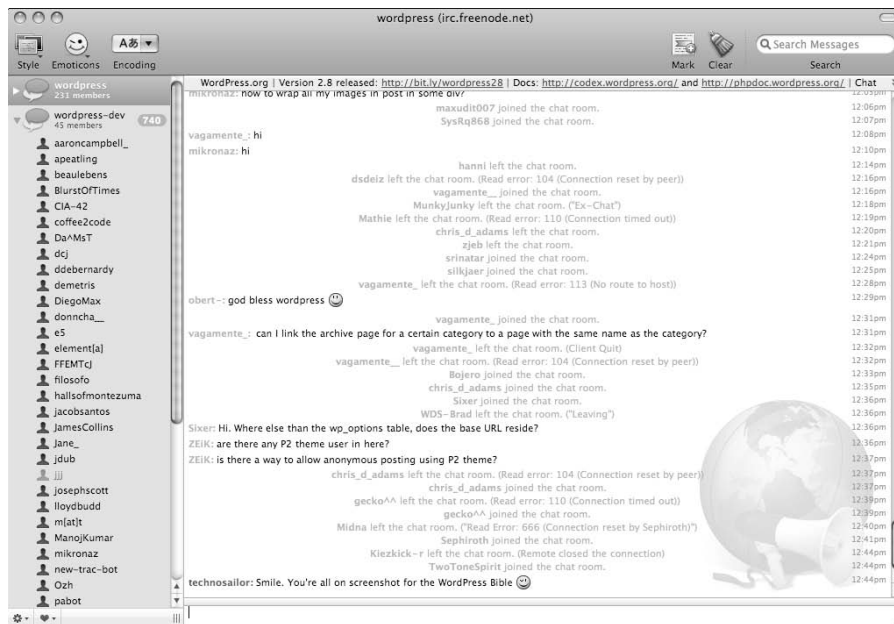 wordpress (irc.freenode.net)
Aあ
Search Messages
Style Emoticons Encoding
Mark Clear Search
wordpress
231 members
wordpress-dev
45 members
740
aaroncampbell_
apeatling
beaulebens
BlurstOfTimes
CIA-42
coffee2code
Da^MsT
dcj
ddebernardy
demetris
DiegoMax
donncha__
e5
element[a]
FFEMTcJ
filosofo
hallsofmontezuma
jacobsantos
JamesCollins
Jane_
jdub
jjj
josephscott
lloydbudd
m[at]t
ManojKumar
mikronaz
new-trac-bot
Ozh
pabot
WordPress.org | Version 2.8 released: http://bit.ly/wordpress28 | Docs: http://codex.wordpress.org/ and http://phpdoc.wordpress.org/ | Chat
mikronaz: how to wrap all my images in post in some div? 12:05pm
maxudit007 joined the chat room. 12:06pm
SysRq868 joined the chat room. 12:07pm
vagamente_: hi 12:08pm
mikronaz: hi 12:10pm
hanni left the chat room. 12:14pm
dsdeiz left the chat room. (Read error: 104 (Connection reset by peer)) 12:16pm
vagamente__ joined the chat room. 12:16pm
MunkyJunky left the chat room. ("Ex-Chat") 12:18pm
Mathie left the chat room. (Read error: 110 (Connection timed out)) 12:19pm
chris_d_adams left the chat room. 12:20pm
zjeb left the chat room. 12:21pm
srinatar joined the chat room. 12:24pm
silkjaer joined the chat room. 12:25pm
vagamente_ left the chat room. (Read error: 113 (No route to host)) 12:28pm
obert-: god bless wordpress 12:29pm
vagamente_ joined the chat room. 12:31pm
vagamente_: can I link the archive page for a certain category to a page with the same name as the category? 12:31pm
vagamente_ left the chat room. (Client Quit) 12:32pm
vagamente__ left the chat room. (Read error: 104 (Connection reset by peer)) 12:32pm
Bojero joined the chat room. 12:33pm
chris_d_adams joined the chat room. 12:35pm
Sixer joined the chat room. 12:36pm
WDS-Brad left the chat room. ("Leaving") 12:36pm
Sixer: Hi. Where else than the wp_options table, does the base URL reside? 12:36pm
ZEiK: are there any P2 theme user in here? 12:36pm
ZEiK: is there a way to allow anonymous posting using P2 theme? 12:37pm
chris_d_adams left the chat room. (Read error: 104 (Connection reset by peer)) 12:37pm
chris_d_adams joined the chat room. 12:37pm
gecko^^ left the chat room. (Read error: 110 (Connection timed out)) 12:39pm
gecko^^ joined the chat room. 12:39pm
Midna left the chat room. ("Read Error: 666 (Connection reset by Sephiroth)") 12:40pm
Sephiroth joined the chat room. 12:41pm
Kiezkick-r left the chat room. (Remote closed the connection) 12:44pm
TwoToneSpirit joined the chat room. 12:44pm
technosailor: Smile. You're all on screenshot for the WordPress Bible 12:44pm